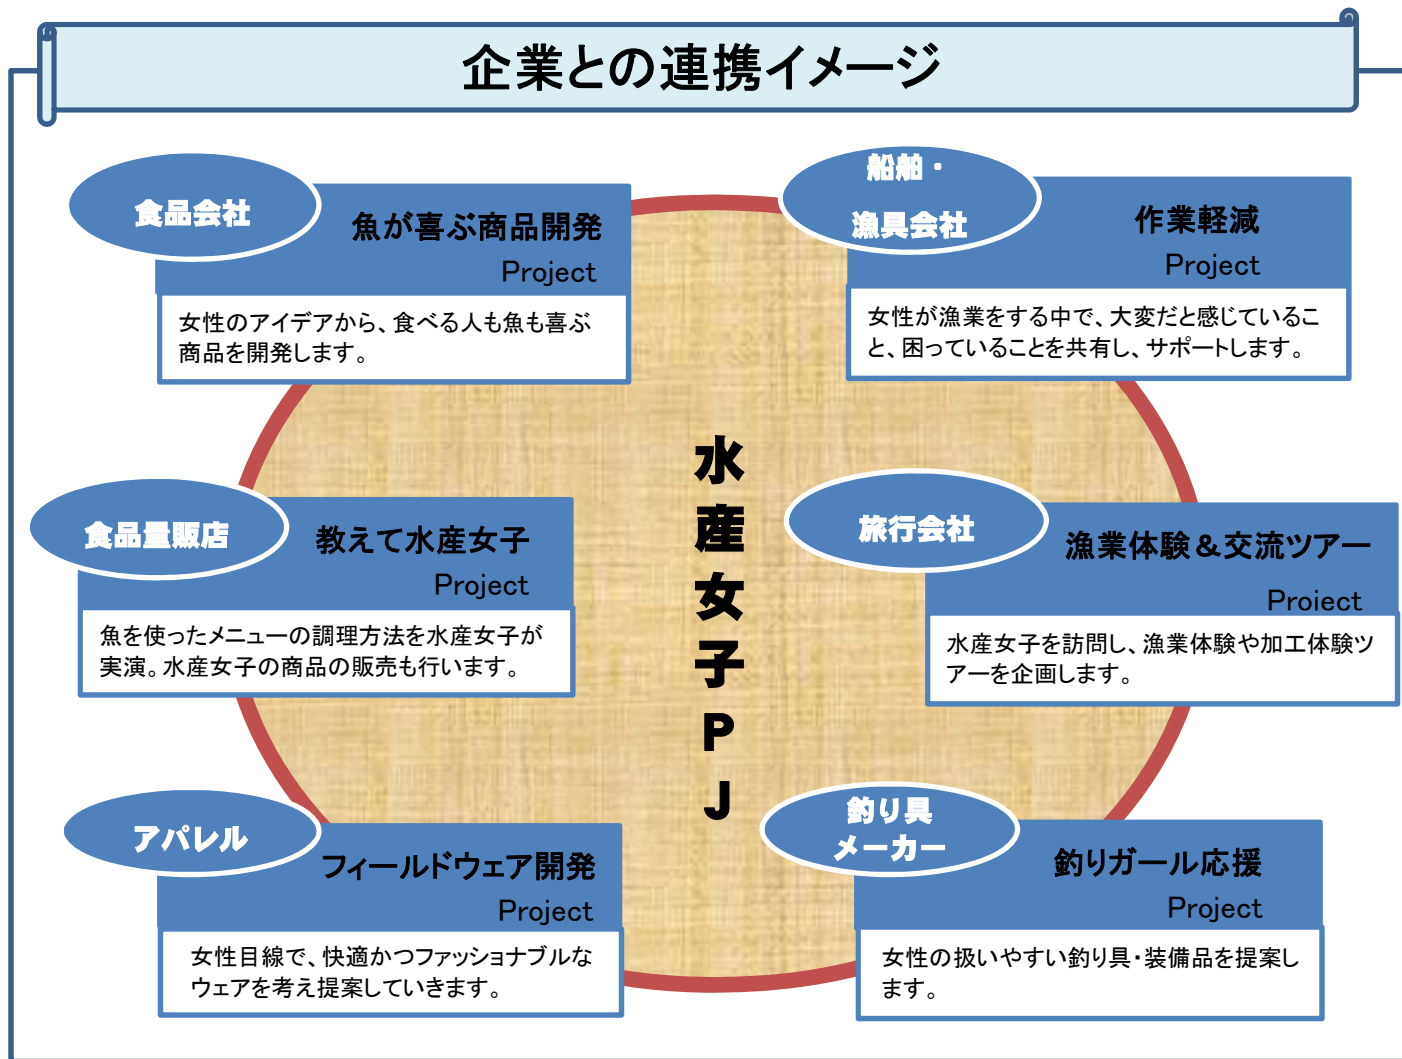 企業との連携イメージ
食品会社
魚が喜ぶ商品開発
Project
女性のアイデアから、食べる人も魚も喜ぶ
商品を開発します。
船舶・
漁具会社
作業軽減
Project
女性が漁業をする中で、大変だと感じているこ
と、困っていることを共有し、サポートします。
食品量販店
教えて水産女子
Project
魚を使ったメニューの調理方法を水産女子が
実演。水産女子の商品の販売も行います。
水産女子PJ
旅行会社
漁業体験＆交流ツアー
Project
水産女子を訪問し、漁業体験や加工体験ツ
アーを企画します。
アパレル
フィールドウェア開発
Project
女性目線で、快適かつファッショナブルな
ウェアを考え提案していきます。
釣り具
メーカー
釣りガール応援
Project
女性の扱いやすい釣り具・装備品を提案し
ます。